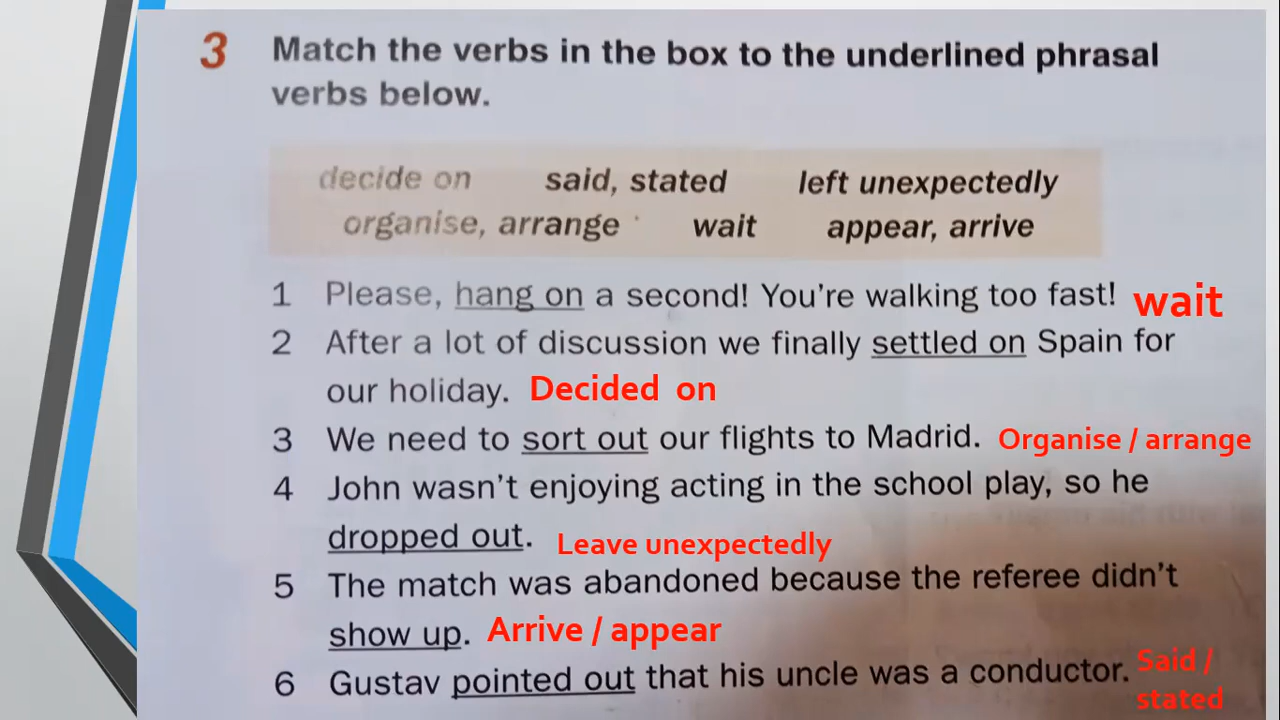 3 Match the verbs in the box to the underlined phrasal
verbs below.
decide on said, stated left unexpectedly
organise, arrange wait appear, arrive
1 Please, hang on a second! You're walking too fast! wait
2 After a lot of discussion we finally settled on Spain for
our holiday. Decided on
3 We need to sort out our flights to Madrid. Organise / arrange
4 John wasn't enjoying acting in the school play, so he
dropped out. Leave unexpectedly
5 The match was abandoned because the referee didn't
show up. Arrive / appear
6 Gustav pointed out that his uncle was a conductor. Said /
stated